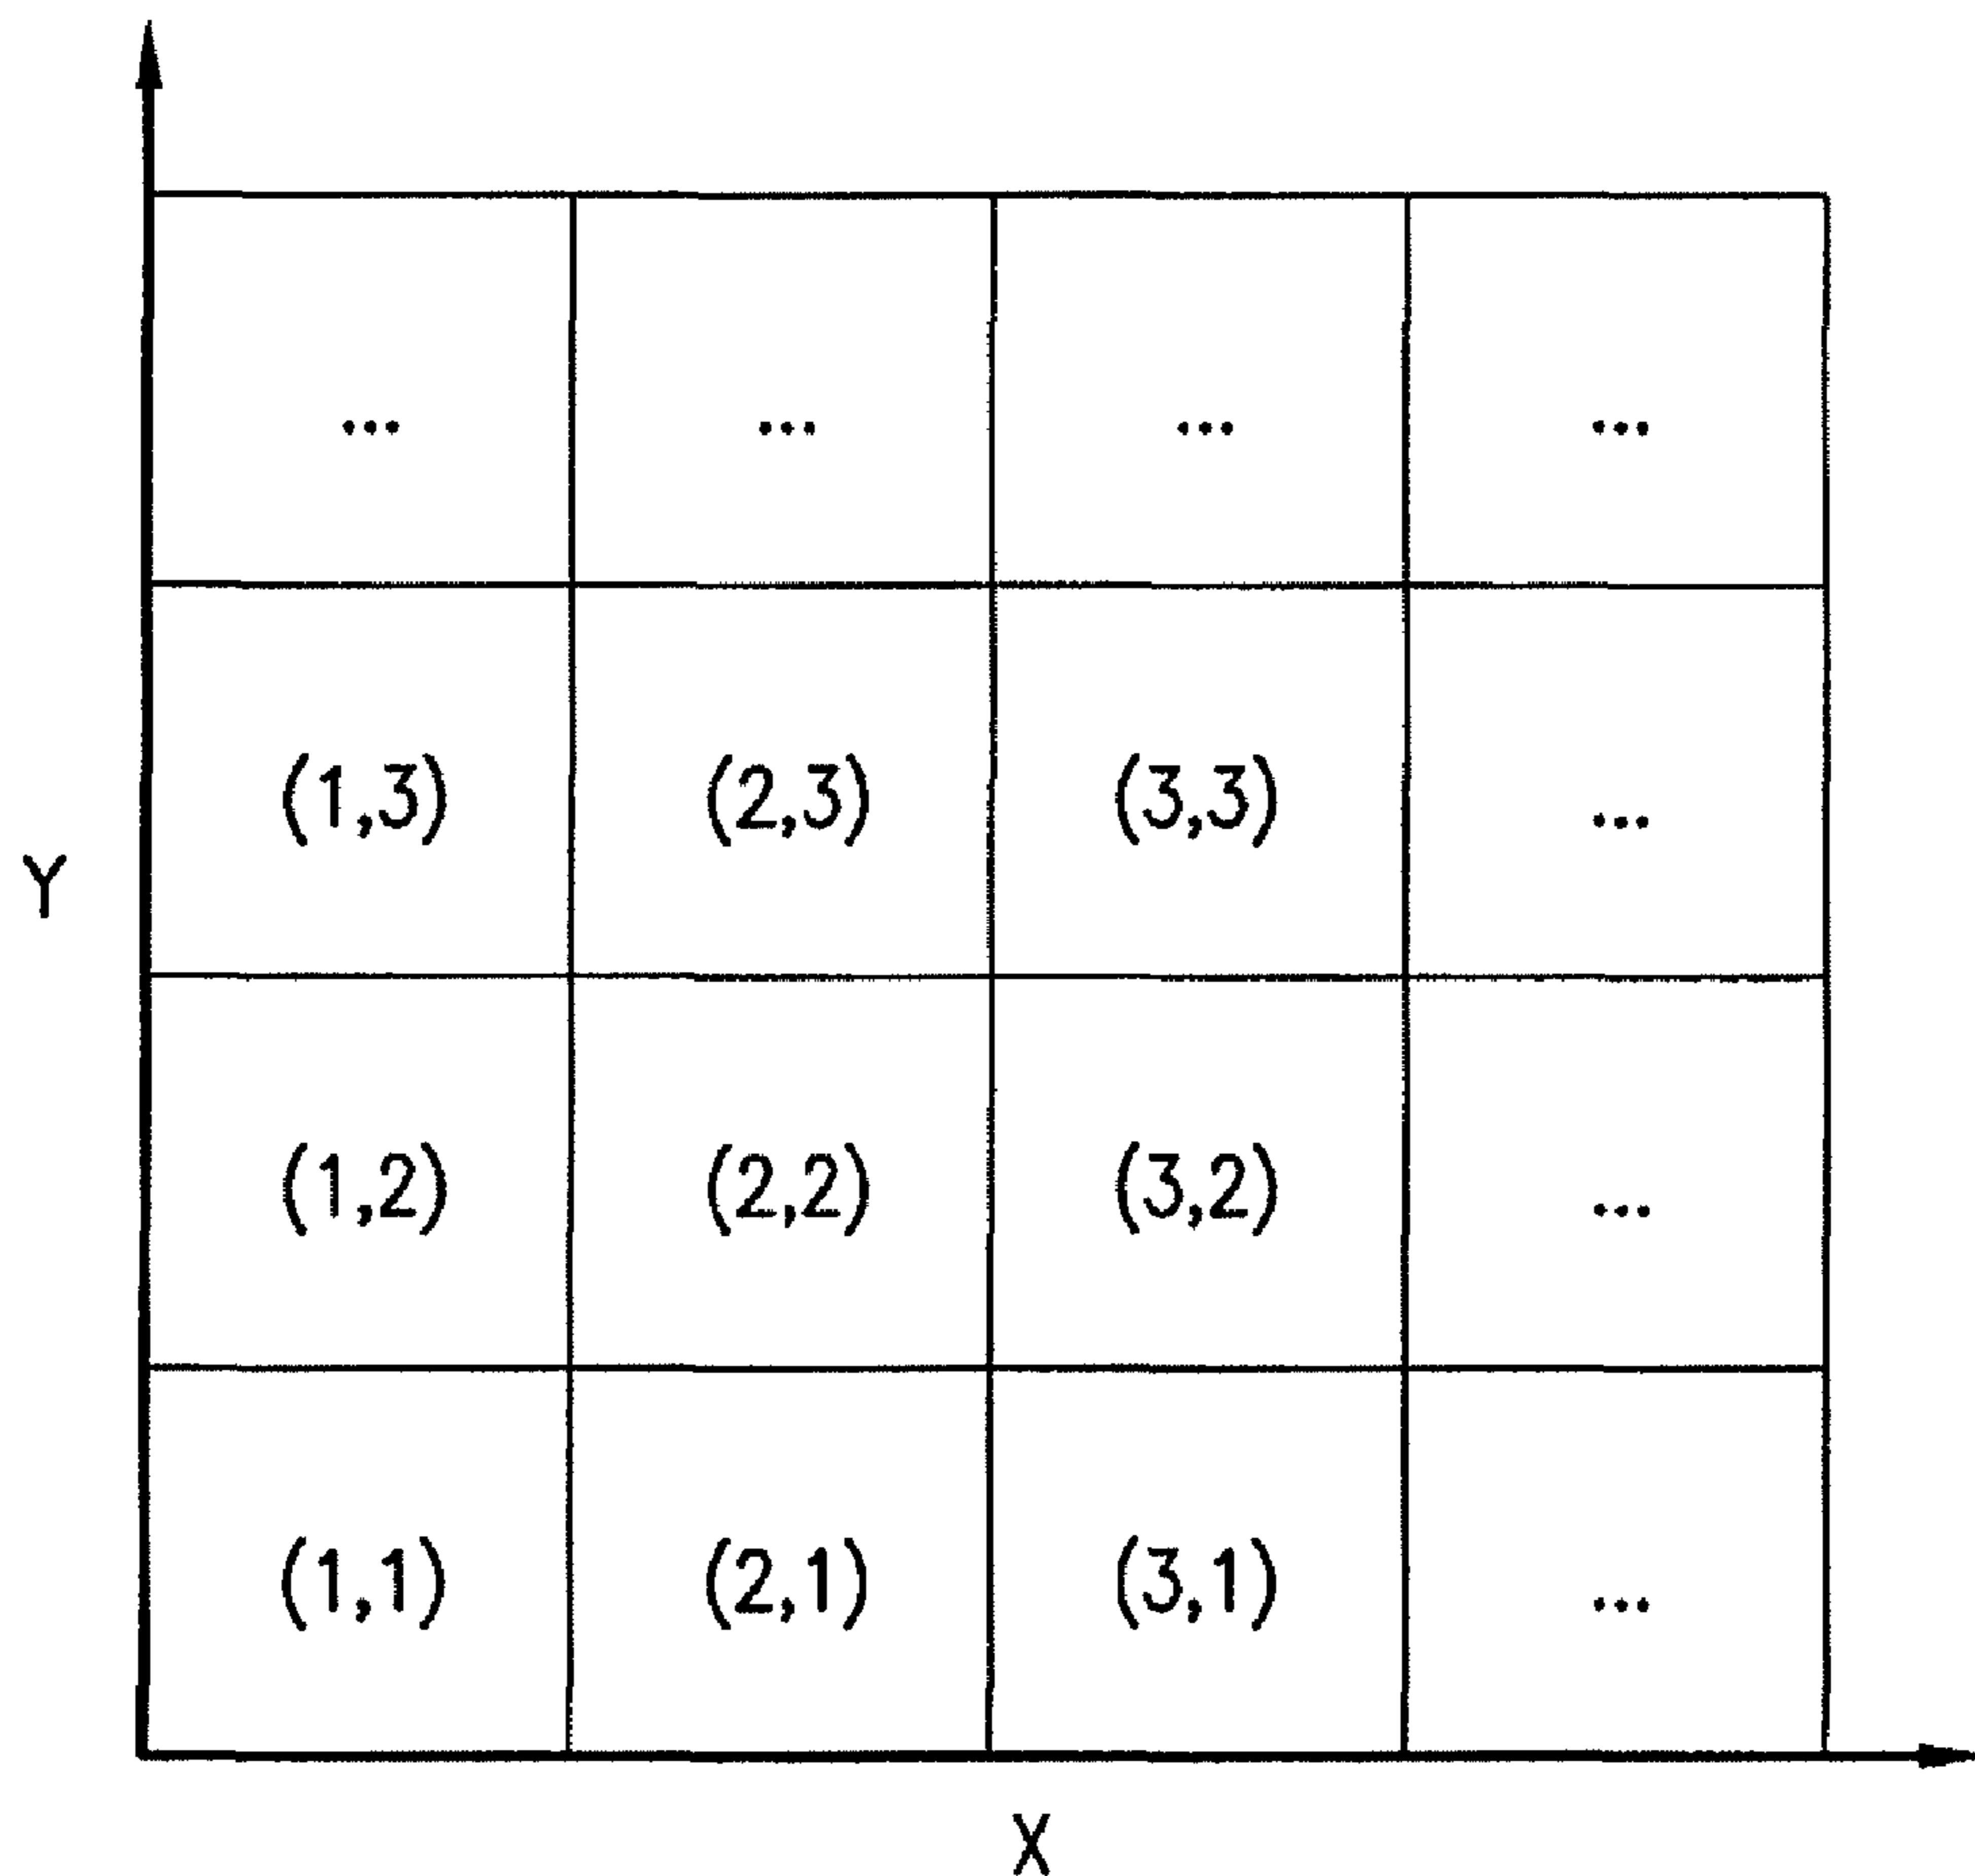 ... ... ... ...
(1,3) (2,3) (3,3) ...
Y
(1,2) (2,2) (3,2) ...
(1,1) (2,1) (3,1) ...
X